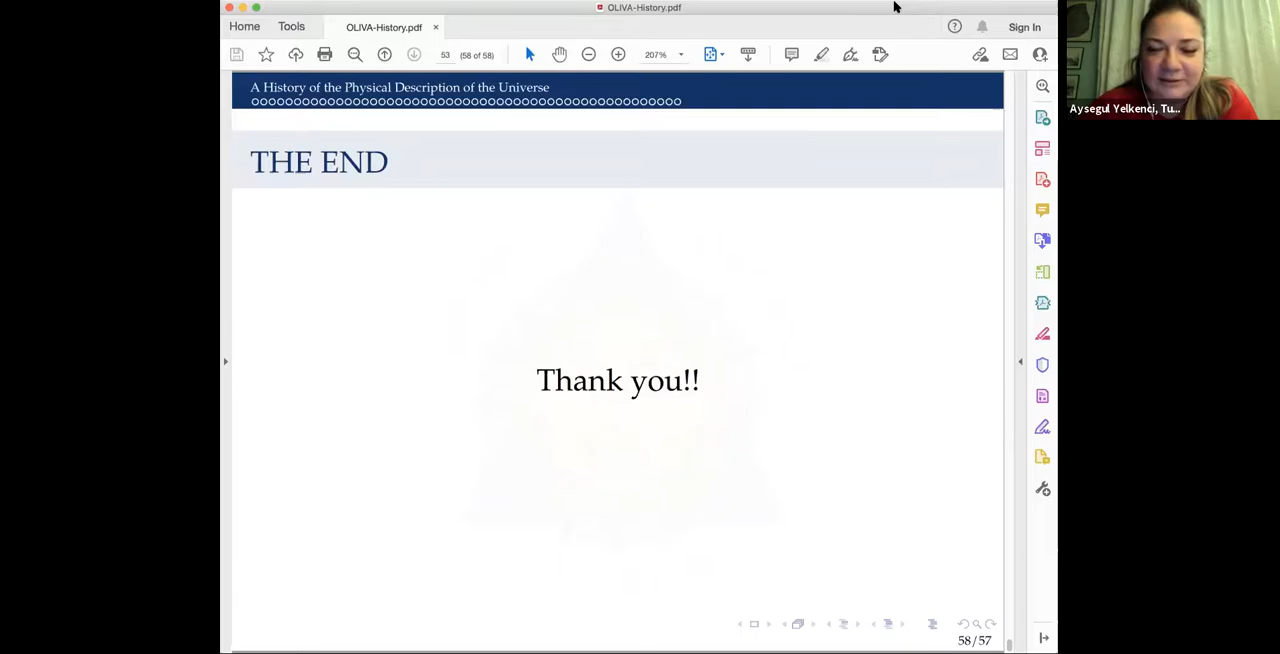 OLIVA-History.pdf
Home Tools OLIVA-History.pdf × Sign In
53 (58 of 58) 207%
A History of the Physical Description of the Universe
THE END
Thank you!!
58/57
Aysegul Yelkenci, Tu...